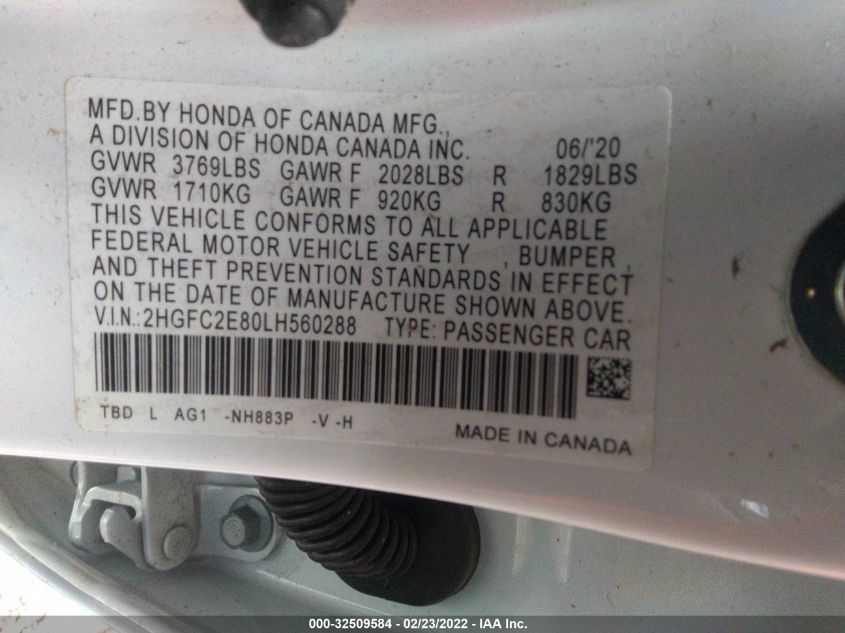 MFD.BY HONDA OF CANADA MFG.,
A DIVISION OF HONDA CANADA INC. 06/'20
GVWR 3769LBS GAWR F 2028LBS R 1829LBS
GVWR 1710KG GAWR F 920KG R 830KG
THIS VEHICLE CONFORMS TO ALL APPLICABLE
FEDERAL MOTOR VEHICLE SAFETY , BUMPER ,
AND THEFT PREVENTION STANDARDS IN EFFECT
ON THE DATE OF MANUFACTURE SHOWN ABOVE.
V.I.N.:2HGFC2E80LH560288 TYPE: PASSENGER CAR
TBD L AG1 -NH883P -V -H
MADE IN CANADA
000-32509584 - 02/23/2022 - IAA Inc.